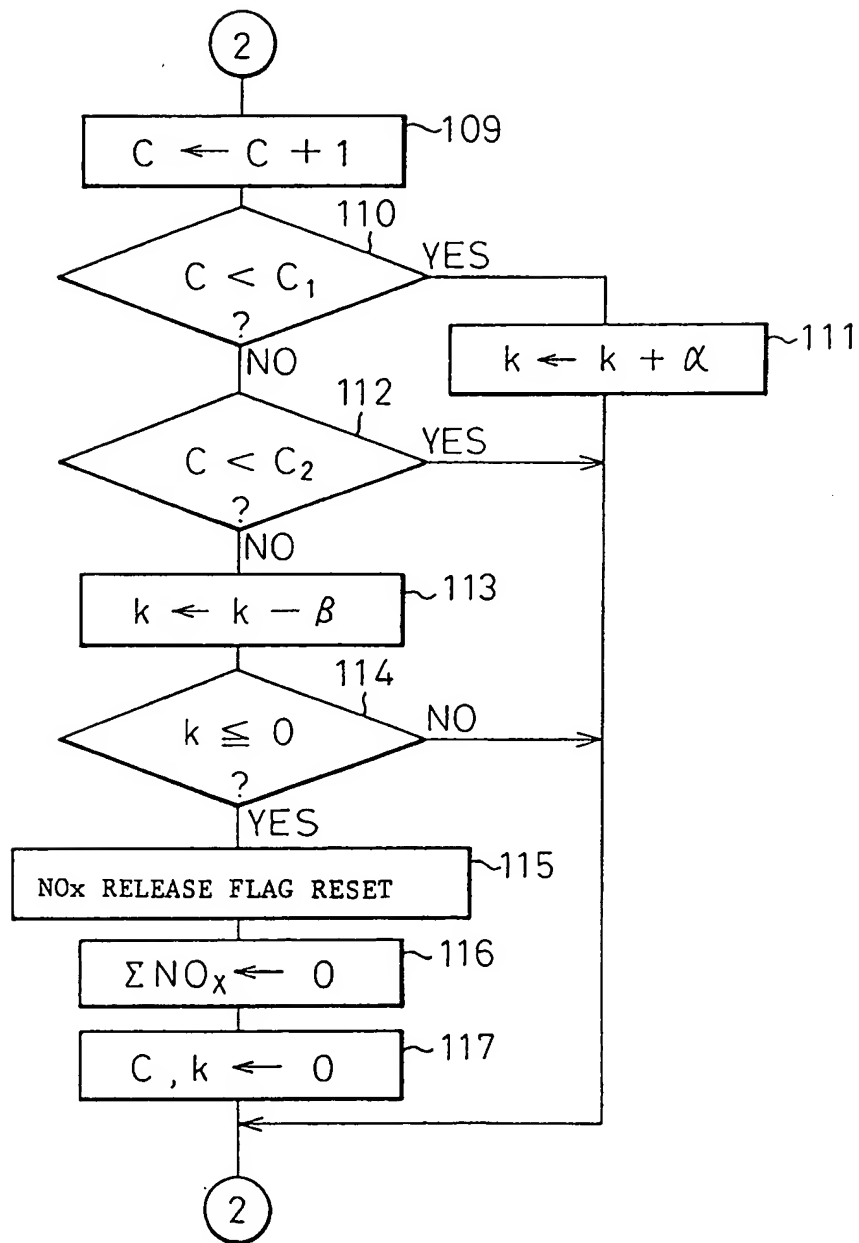 2
C ← C + 1
109
110
C < C₁
?
YES
NO
k ← k + α
111
112
C < C₂
?
YES
NO
k ← k − β
113
114
k ≦ 0
?
NO
YES
NOx RELEASE FLAG RESET
115
ΣNOx ← 0
116
C , k ← 0
117
2